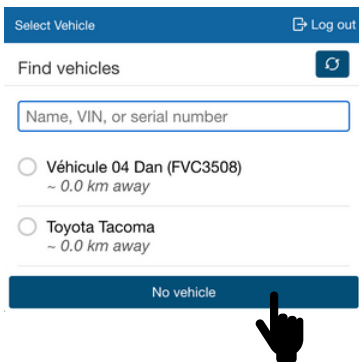 Select Vehicle
Log out
Find vehicles
Name, VIN, or serial number
Véhicule 04 Dan (FVC3508)
~ 0.0 km away
Toyota Tacoma
~ 0.0 km away
No vehicle